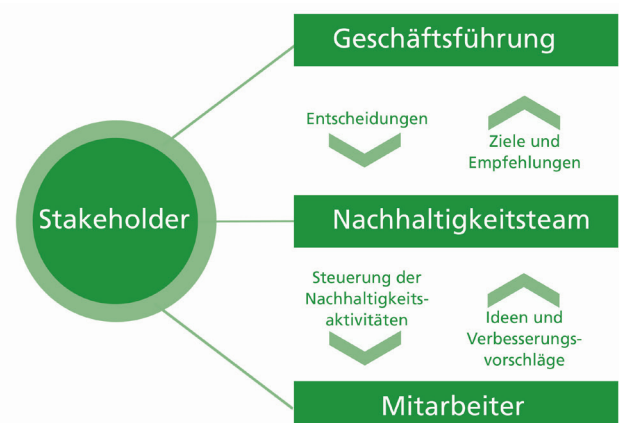 Geschäftsführung
Entscheidungen
Ziele und
Empfehlungen
Stakeholder
Nachhaltigkeitsteam
Steuerung der
Nachhaltigkeits-
aktivitäten
Ideen und
Verbesserungs-
vorschläge
Mitarbeiter